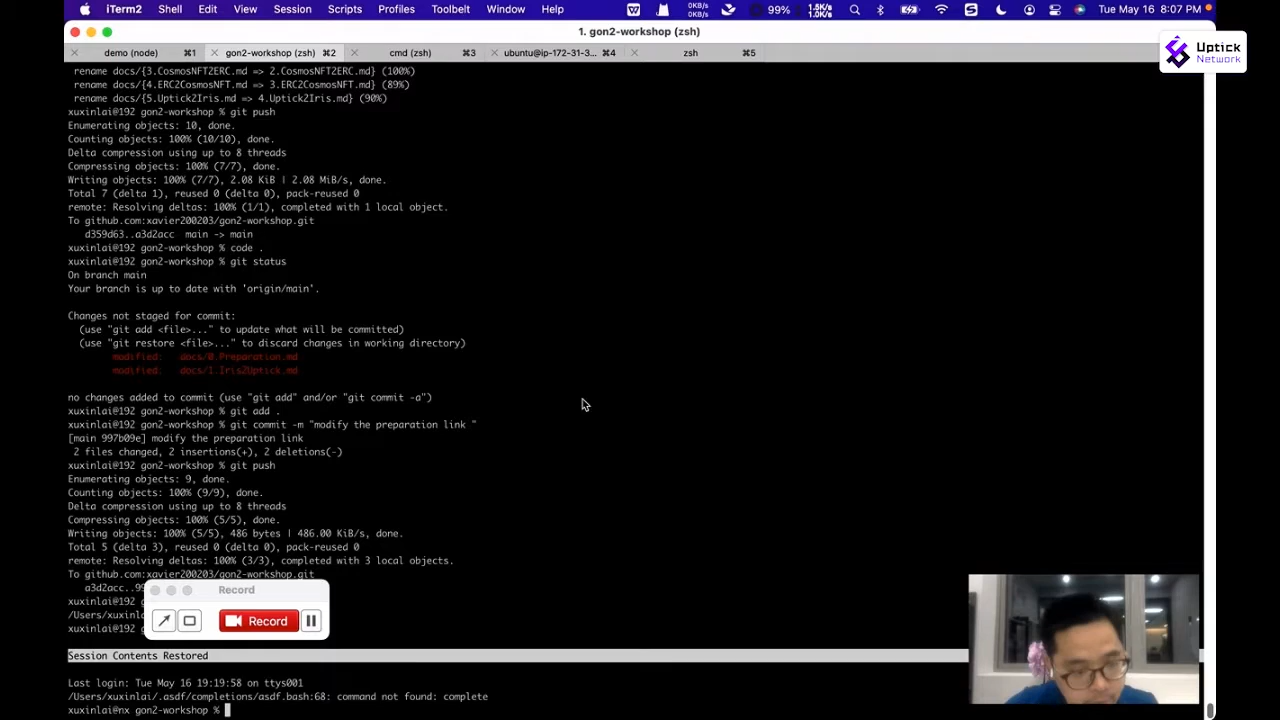 iTerm2 Shell Edit View Session Scripts Profiles Toolbelt Window Help 0KB/s 0KB/s 99% 1.5K/s 1.0K/s Tue May 16 8:07 PM
1. gon2-workshop (zsh)
demo (node) ⌘1 gon2-workshop (zsh) ⌘2 cmd (zsh) ⌘3 ubuntu@ip-172-31-3... ⌘4 zsh ⌘5
Uptick
Network
rename docs/{3.CosmosNFT2ERC.md => 2.CosmosNFT2ERC.md} (100%)
rename docs/{4.ERC2CosmosNFT.md => 3.ERC2CosmosNFT.md} (89%)
rename docs/{5.Uptick2Iris.md => 4.Uptick2Iris.md} (90%)
xuxinlai@192 gon2-workshop % git push
Enumerating objects: 10, done.
Counting objects: 100% (10/10), done.
Delta compression using up to 8 threads
Compressing objects: 100% (7/7), done.
Writing objects: 100% (7/7), 2.08 KiB | 2.08 MiB/s, done.
Total 7 (delta 1), reused 0 (delta 0), pack-reused 0
remote: Resolving deltas: 100% (1/1), completed with 1 local object.
To github.com:xavier200203/gon2-workshop.git
d359d63..a3d2acc main -> main
xuxinlai@192 gon2-workshop % code .
xuxinlai@192 gon2-workshop % git status
On branch main
Your branch is up to date with 'origin/main'.
Changes not staged for commit:
(use "git add <file>..." to update what will be committed)
(use "git restore <file>..." to discard changes in working directory)
modified: docs/0.Preparation.md
modified: docs/1.Iris2Uptick.md
no changes added to commit (use "git add" and/or "git commit -a")
xuxinlai@192 gon2-workshop % git add .
xuxinlai@192 gon2-workshop % git commit -m "modify the preparation link "
[main 997b09e] modify the preparation link
2 files changed, 2 insertions(+), 2 deletions(-)
xuxinlai@192 gon2-workshop % git push
Enumerating objects: 9, done.
Counting objects: 100% (9/9), done.
Delta compression using up to 8 threads
Compressing objects: 100% (5/5), done.
Writing objects: 100% (5/5), 486 bytes | 486.00 KiB/s, done.
Total 5 (delta 3), reused 0 (delta 0), pack-reused 0
remote: Resolving deltas: 100% (3/3), completed with 3 local objects.
To github.com:xavier200203/gon2-workshop.git
a3d2acc..99
xuxinlai@192
/Users/xuxinla
xuxinlai@192
Record
Record
Session Contents Restored
Last login: Tue May 16 19:19:58 on ttys001
/Users/xuxinlai/.asdf/completions/asdf.bash:68: command not found: complete
xuxinlai@nx gon2-workshop %